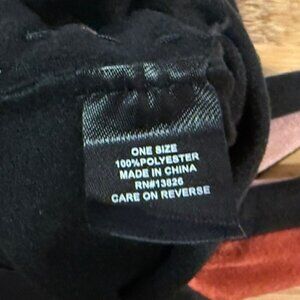 ONE SIZE
100%POLYESTER
MADE IN CHINA
RN#13826
CARE ON REVERSE